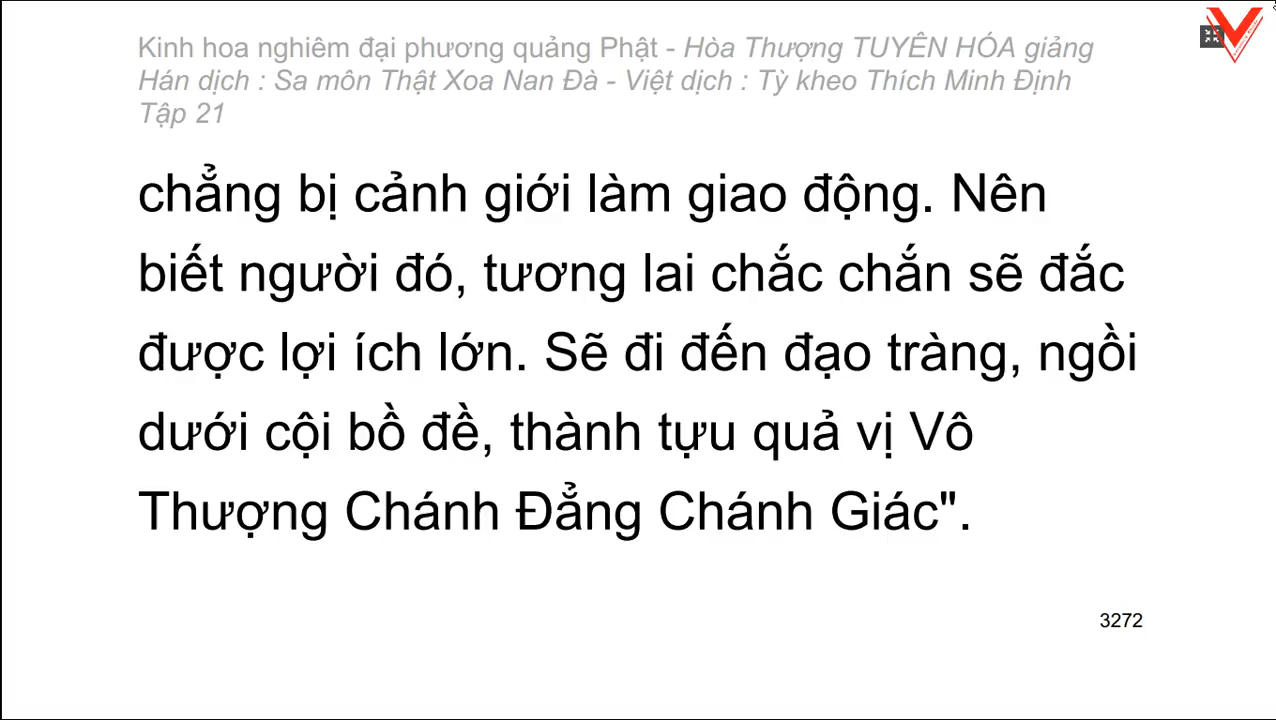 Kinh hoa nghiêm đại phương quảng Phật - Hòa Thượng TUYÊN HÓA giảng
Hán dịch : Sa môn Thật Xoa Nan Đà - Việt dịch : Tỳ kheo Thích Minh Định
Tập 21
chẳng bị cảnh giới làm giao động. Nên
biết người đó, tương lai chắc chắn sẽ đắc
được lợi ích lớn. Sẽ đi đến đạo tràng, ngồi
dưới cội bồ đề, thành tựu quả vị Vô
Thượng Chánh Đẳng Chánh Giác".
3272